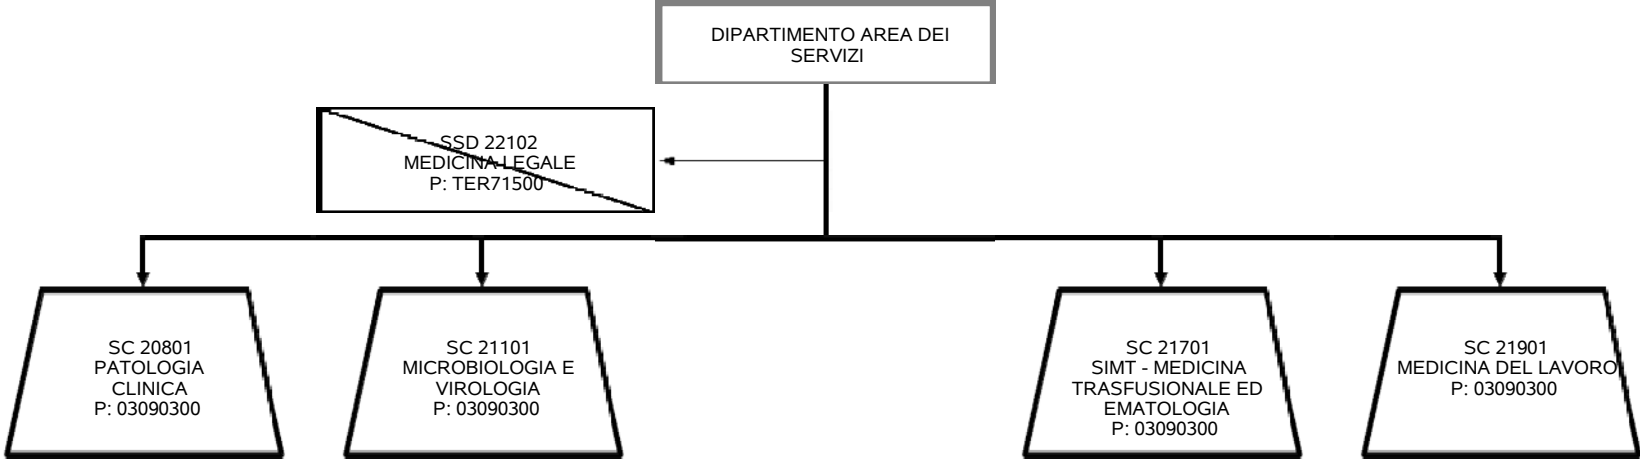 DIPARTIMENTO AREA DEI
SERVIZI
SSD 22102
MEDICINA LEGALE
P: TER71500
SC 20801
PATOLOGIA
CLINICA
P: 03090300
SC 21101
MICROBIOLOGIA E
VIROLOGIA
P: 03090300
SC 21701
SIMT - MEDICINA
TRASFUSIONALE ED
EMATOLOGIA
P: 03090300
SC 21901
MEDICINA DEL LAVORO
P: 03090300